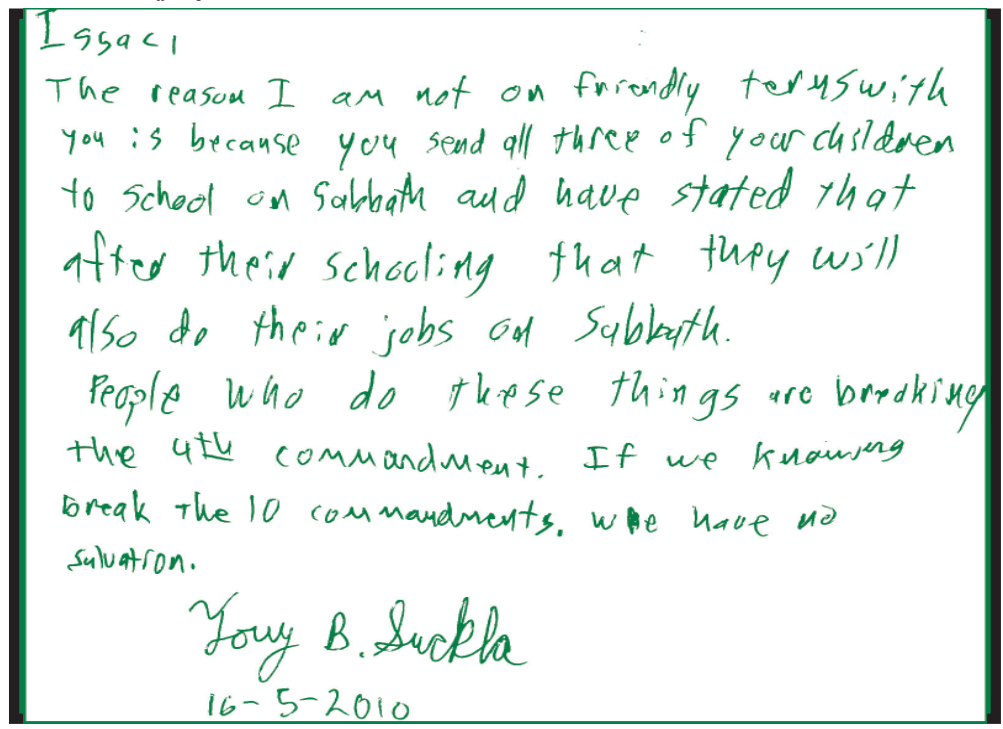 Issac,
The reason I am not on friendly terms with
you is because you send all three of your children
to school on Sabbath and have stated that
after their schooling that they will
also do their jobs on Sabbath.
People who do these things are breaking
the 4th commandment. If we knowing
break the 10 commandments, we have no
salvation.
Tony B. Suckla
16-5-2010